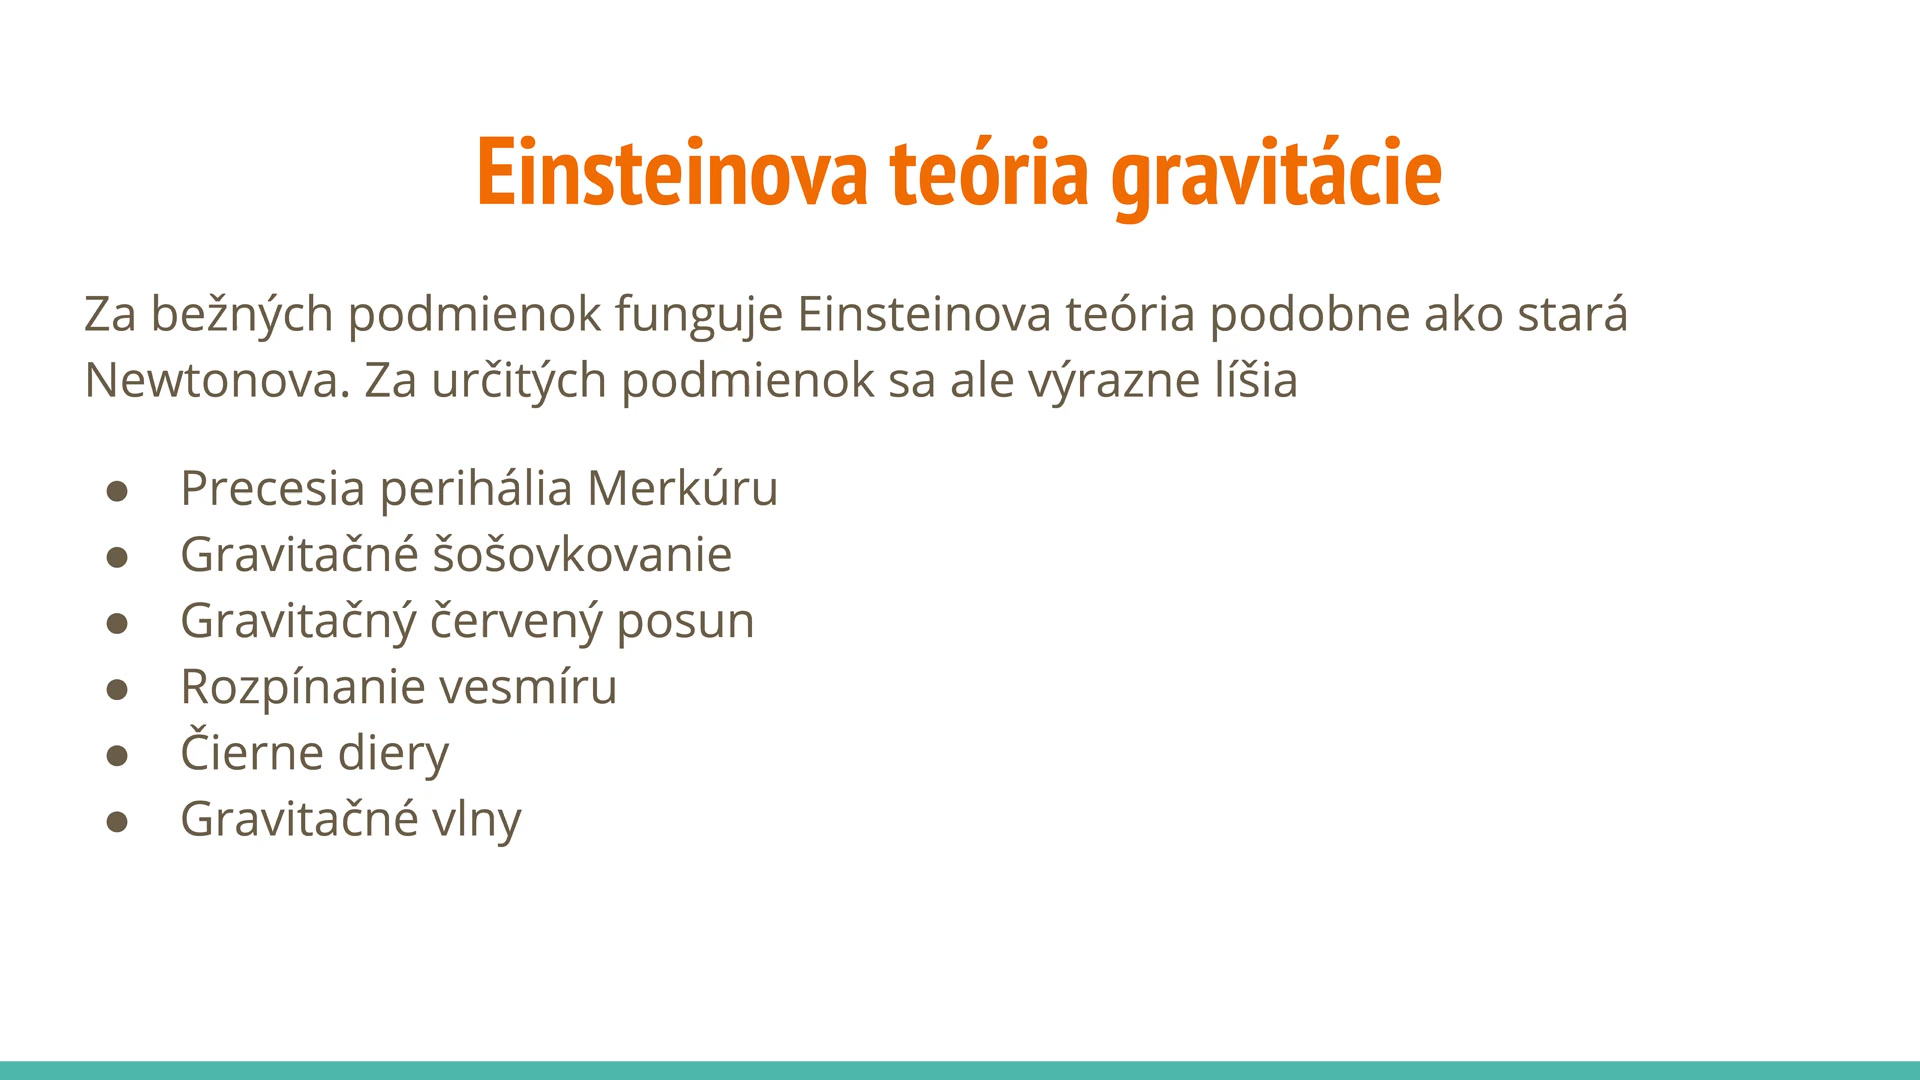 Einsteinova teória gravitácie
Za bežných podmienok funguje Einsteinova teória podobne ako stará
Newtonova. Za určitých podmienok sa ale výrazne líšia
● Precesia perihália Merkúru
● Gravitačné šošovkovanie
● Gravitačný červený posun
● Rozpínanie vesmíru
● Čierne diery
● Gravitačné vlny